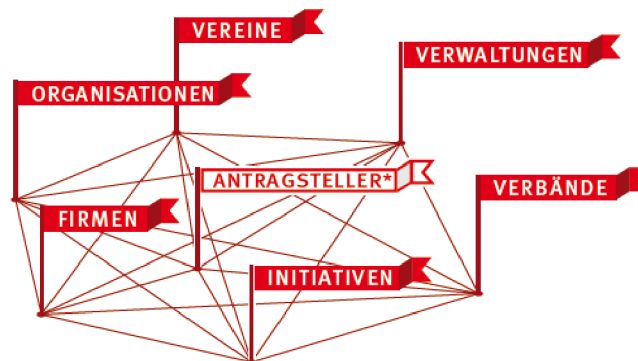 VEREINE
VERWALTUNGEN
ORGANISATIONEN
ANTRAGSTELLER*
VERBÄNDE
FIRMEN
INITIATIVEN